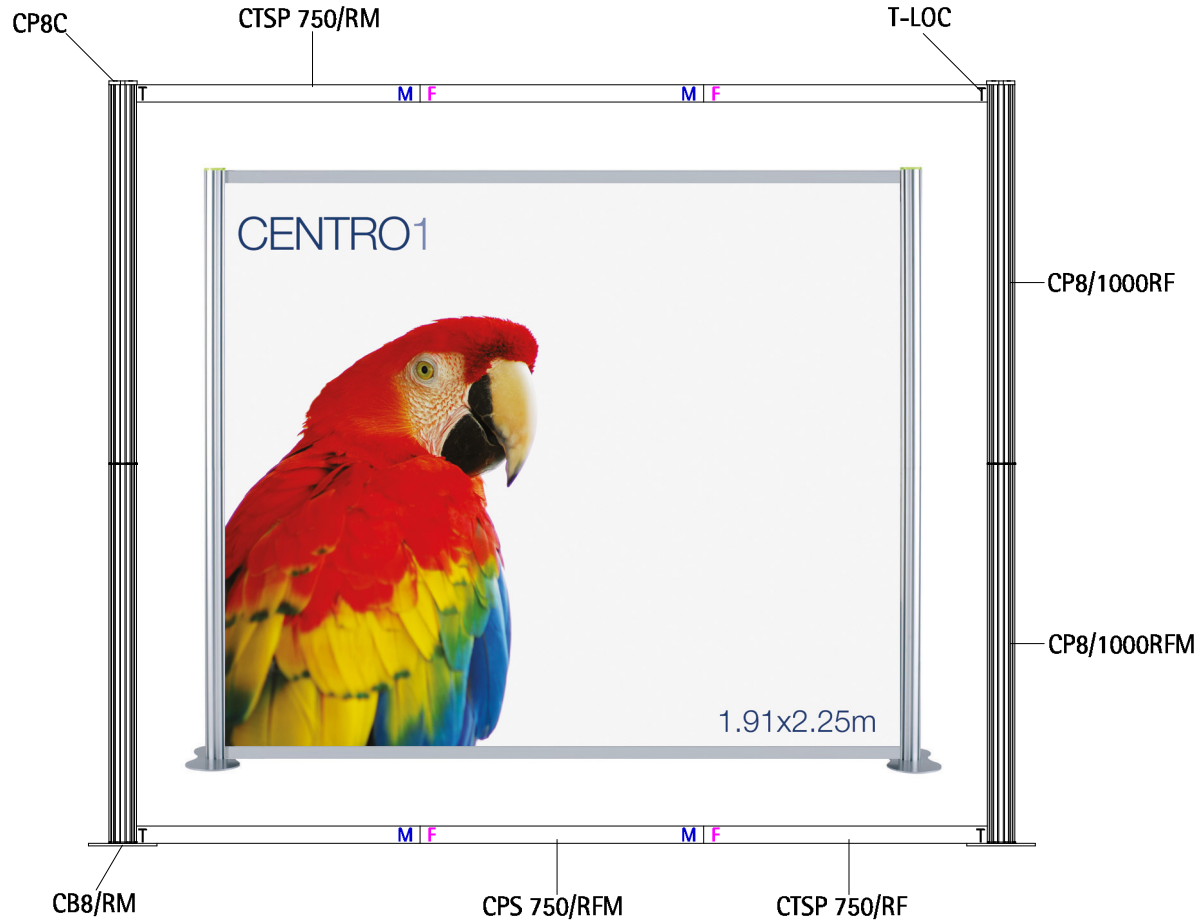 CP8C
CTSP 750/RM
T-LOC
T
M F
M F
T
CENTRO1
CP8/1000RF
CP8/1000RFM
1.91x2.25m
T
M F
M F
T
CB8/RM
CPS 750/RFM
CTSP 750/RF